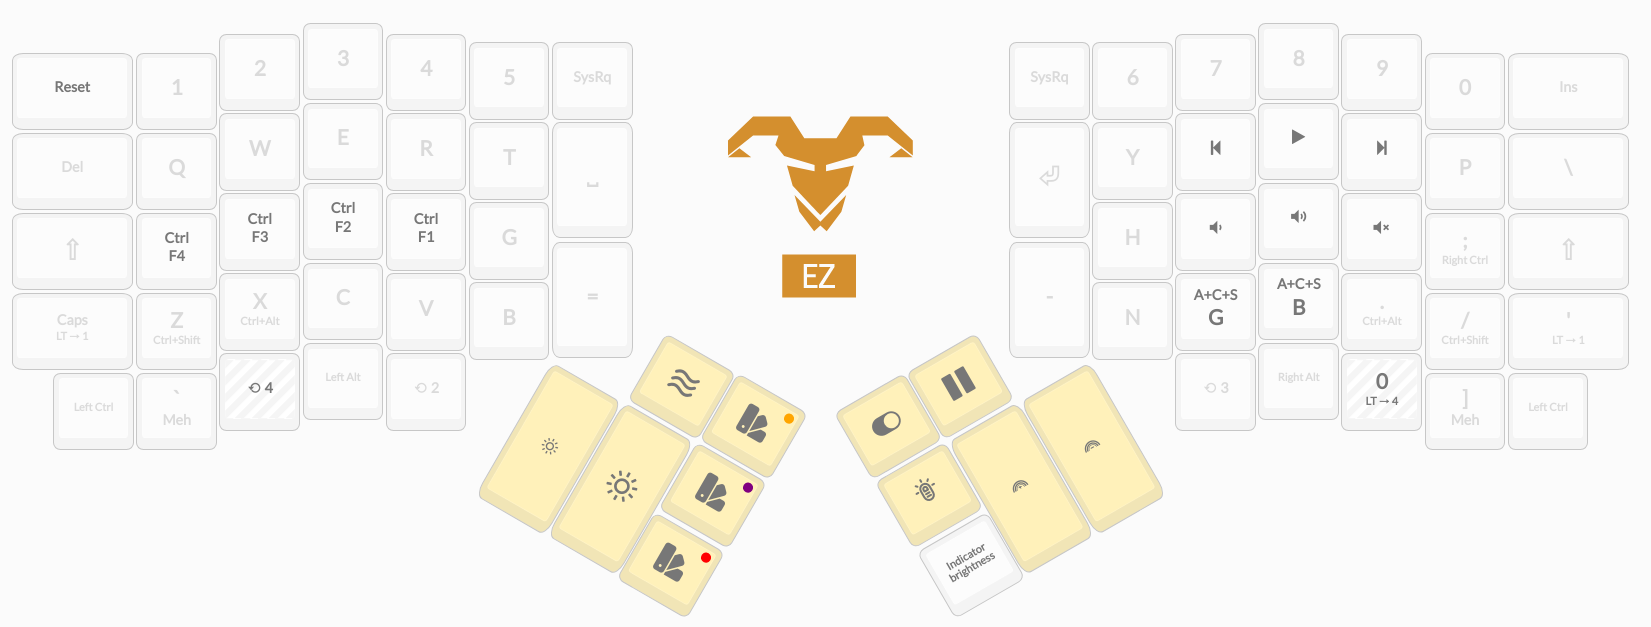 Reset
1
2
3
4
5
SysRq
SysRq
6
7
8
9
0
Ins
Del
Q
W
E
R
T
Y
P
\
Ctrl
F4
Ctrl
F3
Ctrl
F2
Ctrl
F1
G
H
;
Right Ctrl
EZ
Caps
LT → 1
Z
Ctrl+Shift
X
Ctrl+Alt
C
V
B
=
-
N
A+C+S
G
A+C+S
B
.
Ctrl+Alt
/
Ctrl+Shift
'
LT → 1
Left Ctrl
`
Meh
4
Left Alt
2
3
Right Alt
0
LT → 4
]
Meh
Left Ctrl
Indicator
brightness